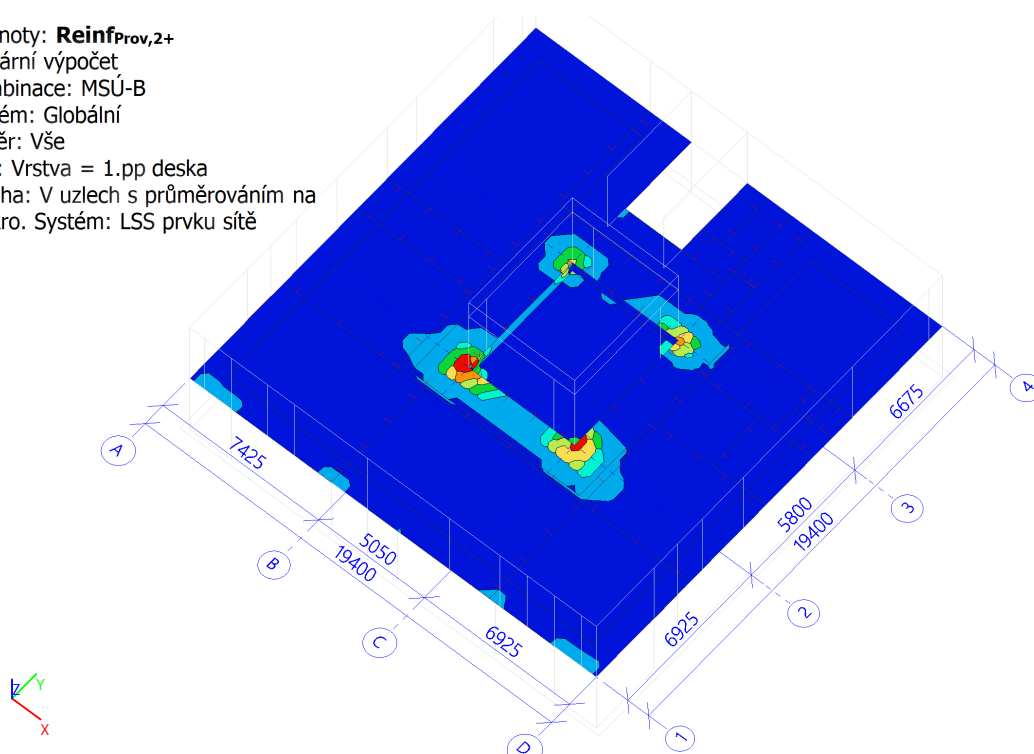 noty: ReinfProv,2+
ární výpočet
binace: MSÚ-B
ém: Globální
ěr: Vše
: Vrstva = 1.pp deska
ha: V uzlech s průměrováním na
ro. Systém: LSS prvku sítě
4
6675
A
7425
3
5800
19400
B
5050
19400
2
C
6925
6925
Z
Y
X
D
1